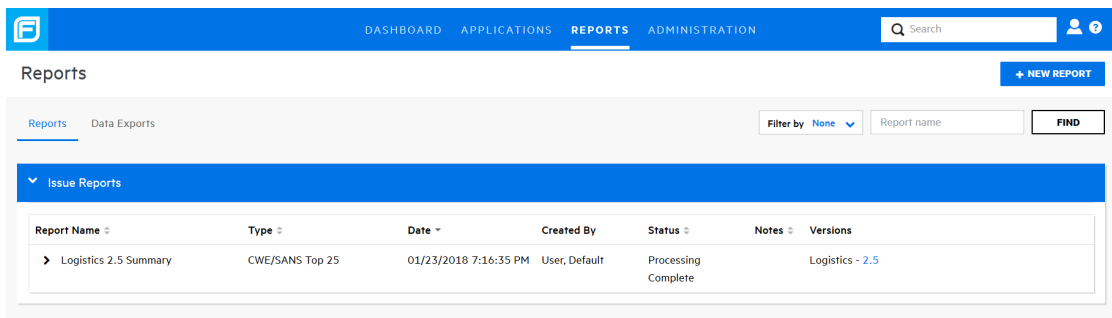 DASHBOARD APPLICATIONS REPORTS ADMINISTRATION Search ?
Reports + NEW REPORT
Reports Data Exports Filter by None Report name FIND
Issue Reports
Report Name Type Date Created By Status Notes Versions
Logistics 2.5 Summary CWE/SANS Top 25 01/23/2018 7:16:35 PM User, Default Processing Logistics - 2.5
Complete